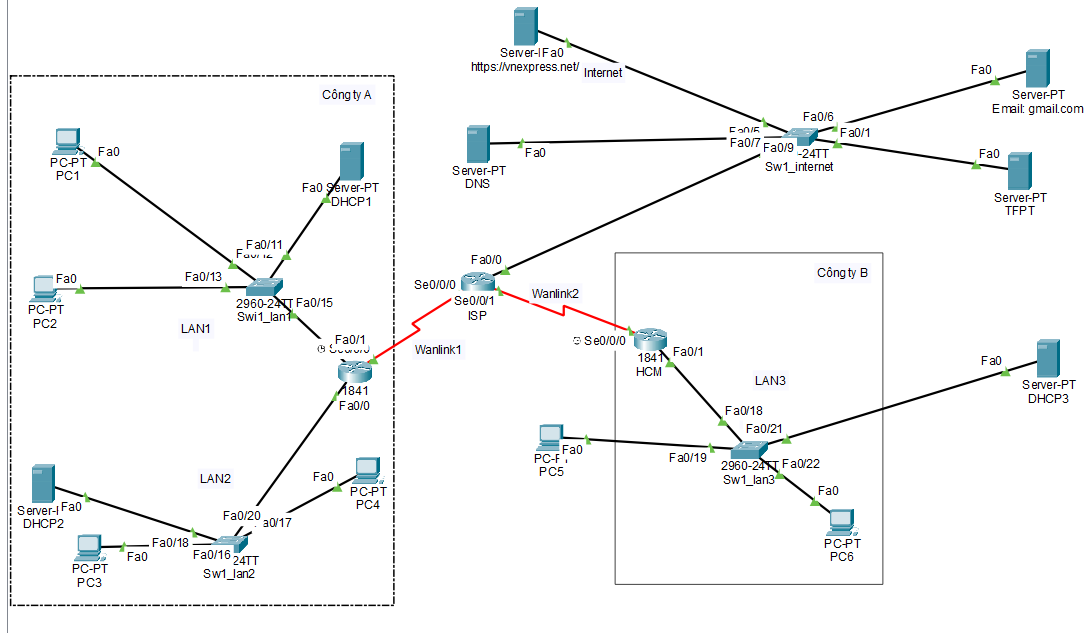 Server-I Fa0
https://vnexpress.net/
Internet
Fa0
Server-PT
Email: gmail.com
Fa0/6
Fa0/1
Fa0/7
Fa0/9
-24TT
Sw1_internet
Fa0
Server-PT
DNS
Fa0
Server-PT
TFPT
Công ty A
Fa0
PC-PT
PC1
Fa0
Server-PT
DHCP1
Fa0/11
Fa0/13
Fa0
PC-PT
PC2
2960-24TT
Swi1_lan1
Fa0/15
LAN1
Fa0/1
1841
Fa0/0
Wanlink1
Fa0/0
Se0/0/0
Se0/0/1
ISP
Wanlink2
Công ty B
Se0/0/0
1841
HCM
Fa0/1
LAN3
Fa0
Server-PT
DHCP3
Fa0/18
Fa0/21
Fa0/19
Fa0
PC5
2960-24TT
Sw1_lan3
Fa0/22
Fa0
PC-PT
PC6
LAN2
Fa0
PC-PT
PC4
Fa0
DHCP2
Fa0/20
Fa0/18
Fa0/16
24TT
Sw1_lan2
Fa0
PC-PT
PC3